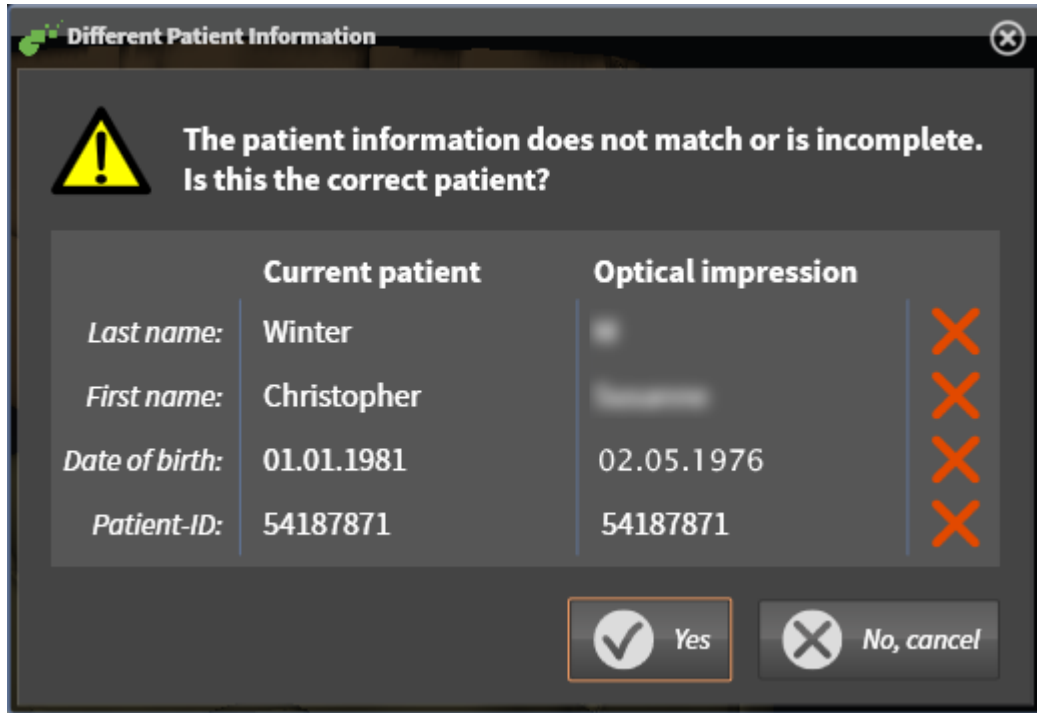 Different Patient Information
The patient information does not match or is incomplete.
Is this the correct patient?
Current patient Optical impression
Last name: Winter
First name: Christopher
Date of birth: 01.01.1981 02.05.1976
Patient-ID: 54187871 54187871
Yes No, cancel